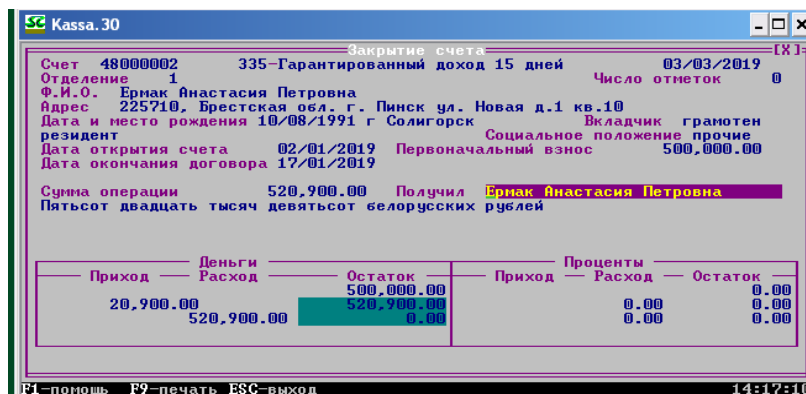 SC Kassa.30
Закрытие счета [X]
Счет 48000002 335-Гарантированный доход 15 дней 03/03/2019
Отделение 1 Число отметок 0
Ф.И.О. Ермак Анастасия Петровна
Адрес 225710, Брестская обл. г. Пинск ул. Новая д.1 кв.10
Дата и место рождения 10/08/1991 г Солигорск Вкладчик грамотен
резидент Социальное положение прочие
Дата открытия счета 02/01/2019 Первоначальный взнос 500,000.00
Дата окончания договора 17/01/2019
Сумма операции 520,900.00 Получил Ермак Анастасия Петровна
Пятьсот двадцать тысяч девятьсот белорусских рублей
Деньги Проценты
Приход Расход Остаток Приход Расход Остаток
500,000.00 0.00
20,900.00 520,900.00 0.00 0.00
520,900.00 0.00 0.00 0.00
F1-помощь F9-печать ESC-выход 14:17:10